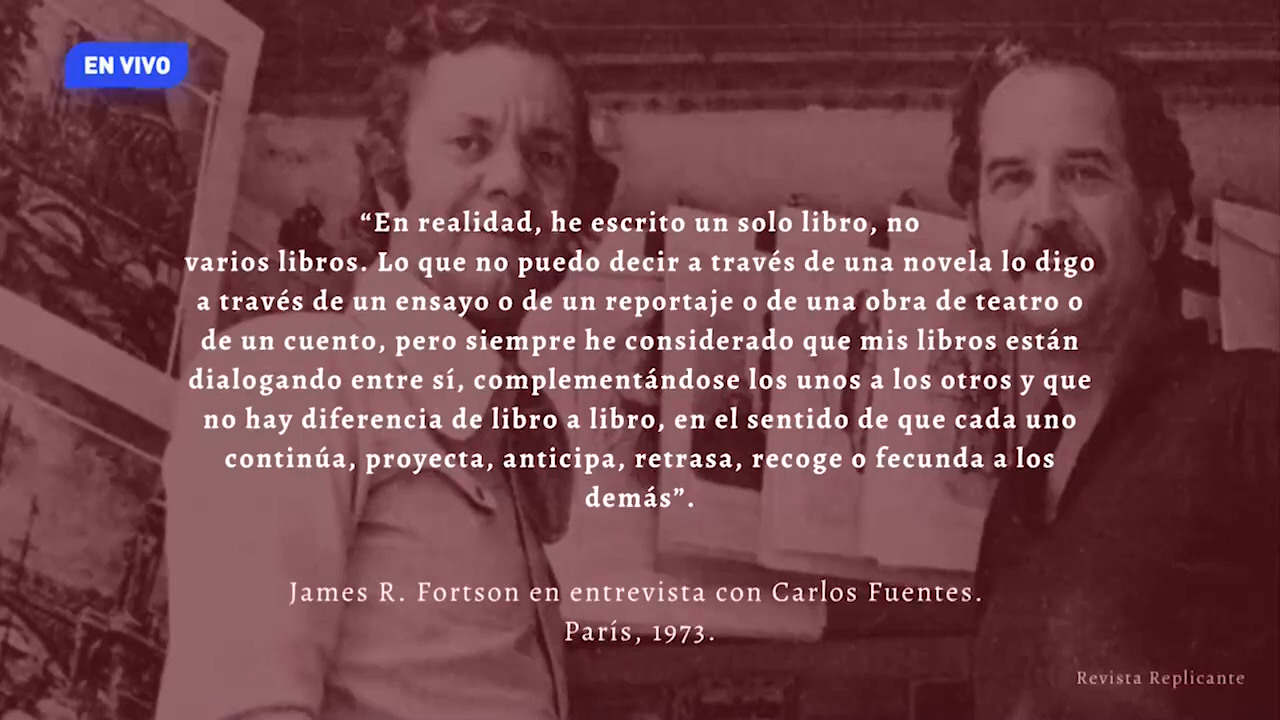 EN VIVO
“En realidad, he escrito un solo libro, no
varios libros. Lo que no puedo decir a través de una novela lo digo
a través de un ensayo o de un reportaje o de una obra de teatro o
de un cuento, pero siempre he considerado que mis libros están
dialogando entre sí, complementándose los unos a los otros y que
no hay diferencia de libro a libro, en el sentido de que cada uno
continúa, proyecta, anticipa, retrasa, recoge o fecunda a los
demás”.
James R. Fortson en entrevista con Carlos Fuentes.
París, 1973.
Revista Replicante